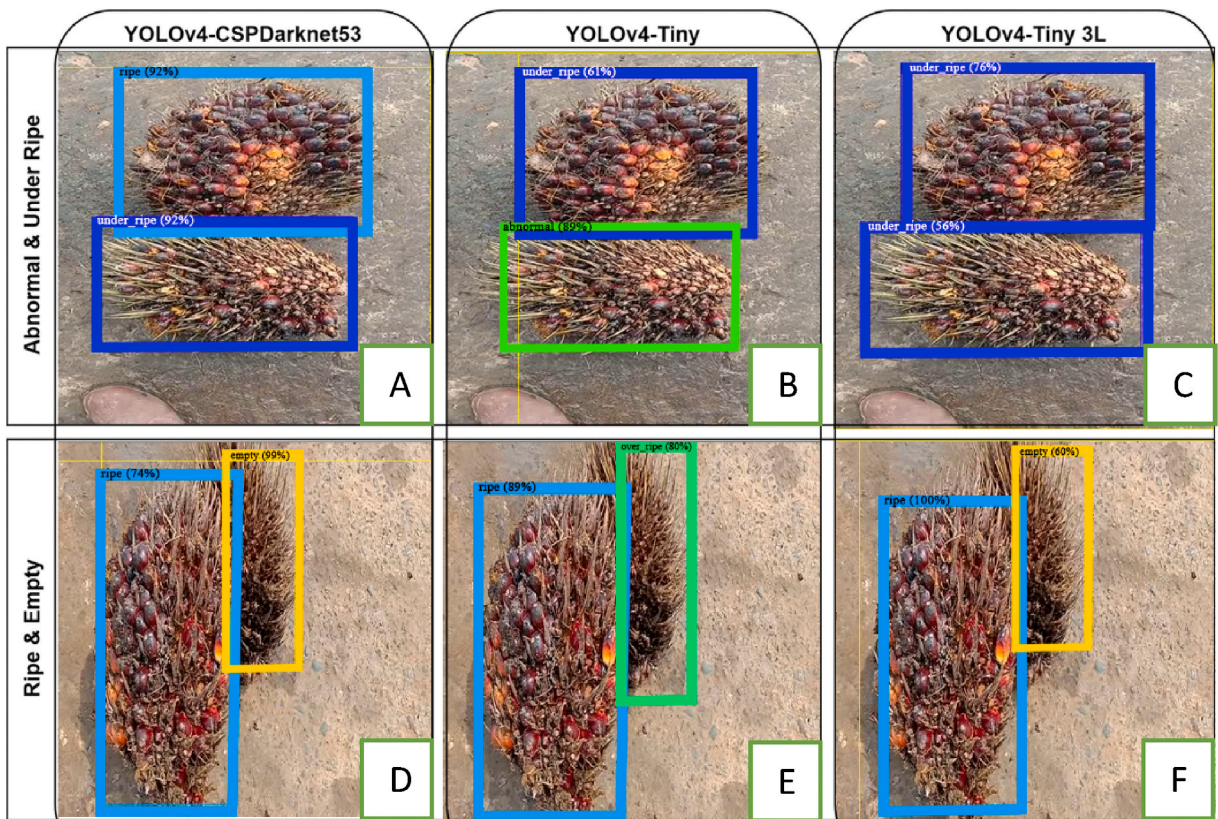 YOLOv4-CSPDarknet53
YOLOv4-Tiny
YOLOv4-Tiny 3L
Abnormal & Under Ripe
ripe (92%)
under_ripe (92%)
A
under_ripe (61%)
abnormal (89%)
B
under_ripe (76%)
under_ripe (56%)
C
Ripe & Empty
ripe (74%)
empty (99%)
D
ripe (89%)
over_ripe (80%)
E
ripe (100%)
empty (60%)
F